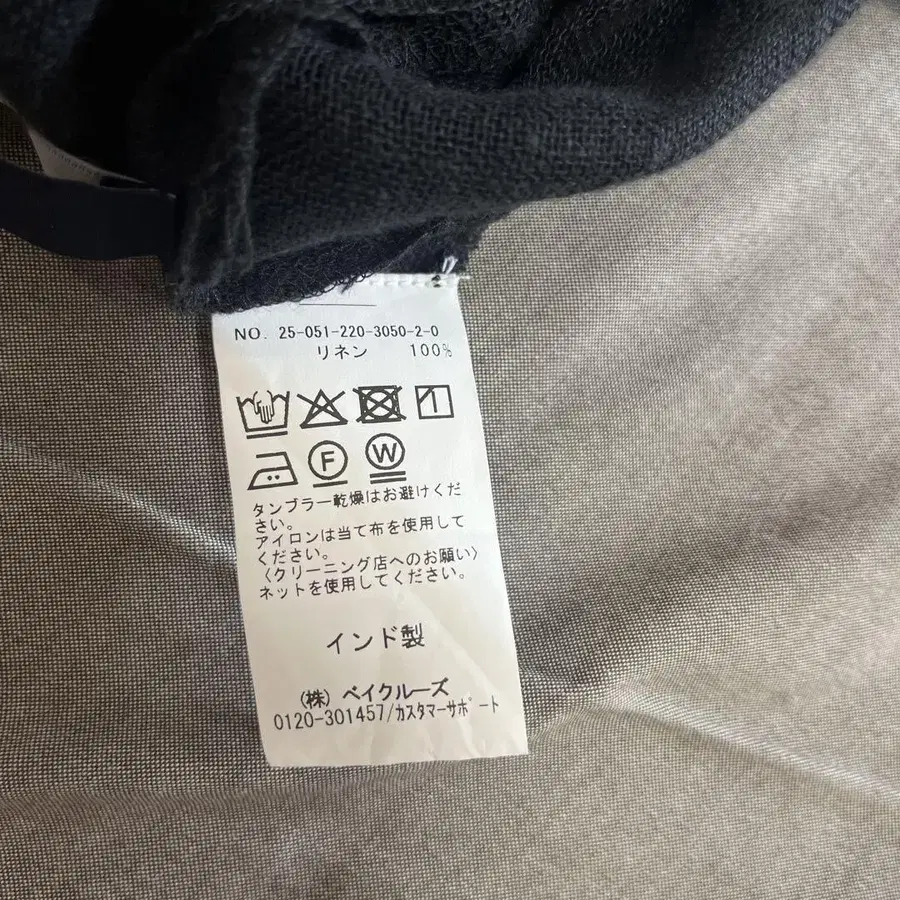 NO. 25-051-220-3050-2-0
リネン 100%
F W
タンブラー乾燥はお避けくだ
さい。
アイロンは当て布を使用して
ください。
〈クリーニング店へのお願い〉
ネットを使用してください。
インド製
(株) ベイクルーズ
0120-301457/カスタマーサポート